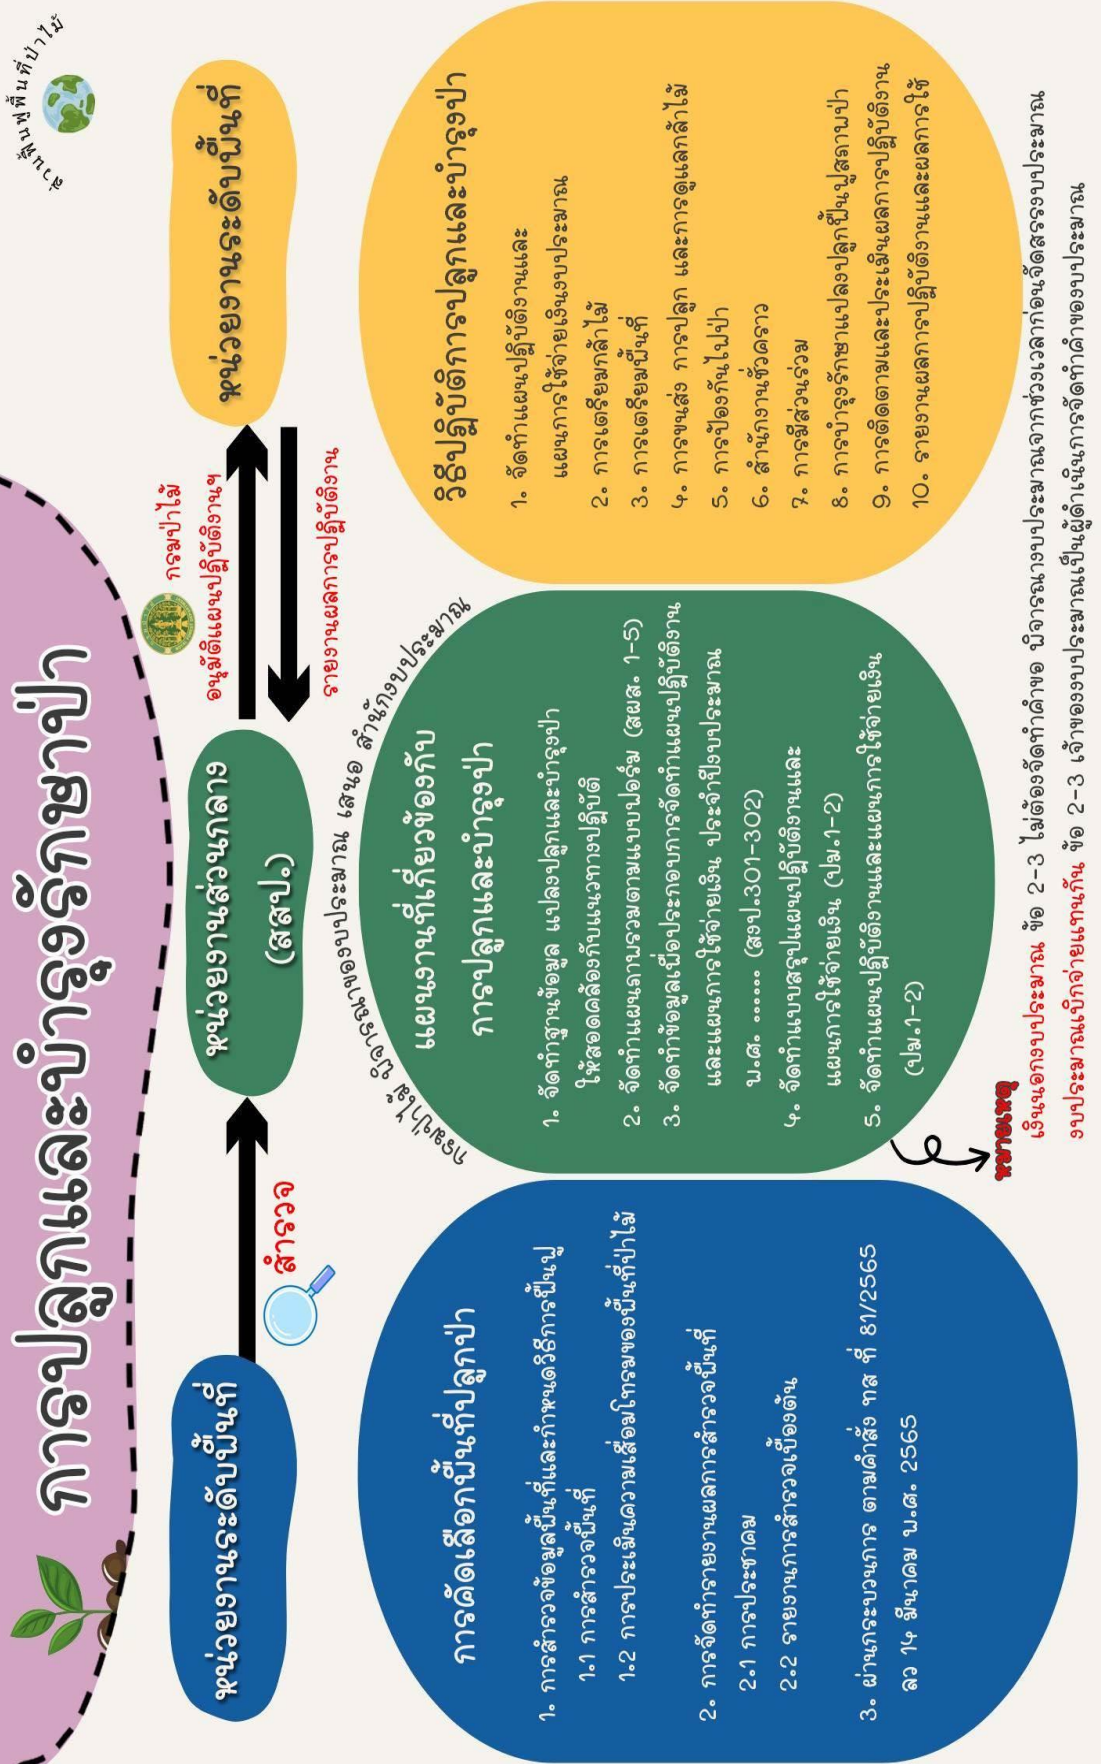 การปลูกและบำรุงรักษาป่า
ส่วนฟื้นฟูพื้นที่ป่าไม้
หน่วยงานระดับพื้นที่
สำรวจ
หน่วยงานส่วนกลาง
(สสป.)
กรมป่าไม้
อนุมัติแผนปฏิบัติงานฯ
รายงานผลการปฏิบัติงาน
หน่วยงานระดับพื้นที่
การคัดเลือกพื้นที่ปลูกป่า
1. การสำรวจข้อมูลพื้นที่และกำหนดวิธีการฟื้นฟู
1.1 การสำรวจพื้นที่
1.2 การประเมินความเสื่อมโทรมของพื้นที่ป่าไม้
2. การจัดทำรายงานผลการสำรวจพื้นที่
2.1 การประชาคม
2.2 รายงานการสำรวจเบื้องต้น
3. ผ่านกระบวนการ ตามคำสั่ง ทส ที่ 81/2565
ลว 14 มีนาคม พ.ศ. 2565
กรมป่าไม้ พิจารณาของบประมาณ เสนอ สำนักงบประมาณ
แผนงานที่เกี่ยวข้องกับ
การปลูกและบำรุงป่า
1. จัดทำฐานข้อมูล แปลงปลูกและบำรุงป่า
ให้สอดคล้องกับแนวทางปฏิบัติ
2. จัดทำแผนภาพรวมตามแบบฟอร์ม (สผส. 1-5)
3. จัดทำข้อมูลเพื่อประกอบการจัดทำแผนปฏิบัติงาน
และแผนการใช้จ่ายเงิน ประจำปีงบประมาณ
พ.ศ. ....... (สงป.301-302)
4. จัดทำแบบสรุปแผนปฏิบัติงานและ
แผนการใช้จ่ายเงิน (ปม.1-2)
5. จัดทำแผนปฏิบัติงานและแผนการใช้จ่ายเงิน
(ปม.1-2)
วิธีปฏิบัติการปลูกและบำรุงป่า
1. จัดทำแผนปฏิบัติงานและ
แผนการใช้จ่ายเงินงบประมาณ
2. การเตรียมกล้าไม้
3. การเตรียมพื้นที่
4. การขนส่ง การปลูก และการดูแลกล้าไม้
5. การป้องกันไฟป่า
6. สำนักงานชั่วคราว
7. การมีส่วนร่วม
8. การบำรุงรักษาแปลงปลูกฟื้นฟูสภาพป่า
9. การติดตามและประเมินผลการปฏิบัติงาน
10. รายงานผลการปฏิบัติงานและผลการใช้
หมายเหตุ
เงินนอกงบประมาณ ข้อ 2-3 ไม่ต้องจัดทำคำขอ พิจารณางบประมาณจากช่วงเวลาก่อนจัดสรรงบประมาณ
งบประมาณเบิกจ่ายแทนกัน ข้อ 2-3 เจ้าของงบประมาณเป็นผู้ดำเนินการจัดทำคำของบประมาณ